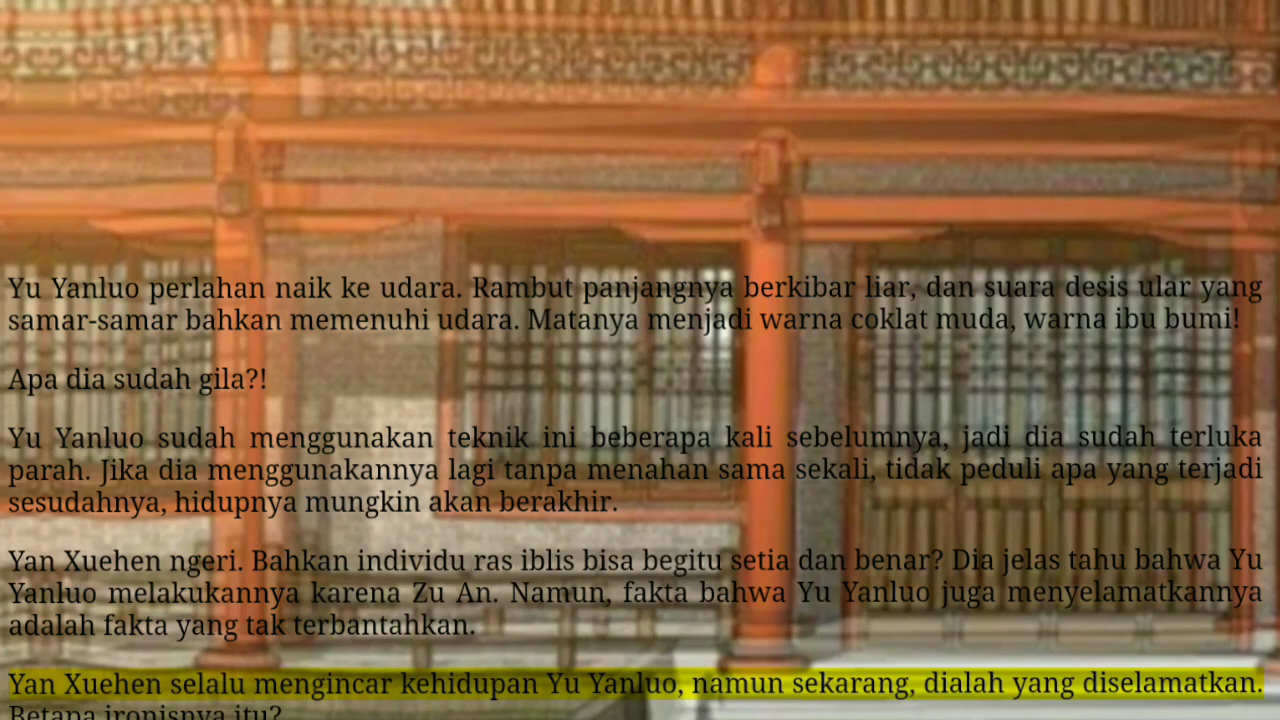 Yu Yanluo perlahan naik ke udara. Rambut panjangnya berkibar liar, dan suara desis ular yang
samar-samar bahkan memenuhi udara. Matanya menjadi warna coklat muda, warna ibu bumi!
Apa dia sudah gila?!
Yu Yanluo sudah menggunakan teknik ini beberapa kali sebelumnya, jadi dia sudah terluka
parah. Jika dia menggunakannya lagi tanpa menahan sama sekali, tidak peduli apa yang terjadi
sesudahnya, hidupnya mungkin akan berakhir.
Yan Xuehen ngeri. Bahkan individu ras iblis bisa begitu setia dan benar? Dia jelas tahu bahwa Yu
Yanluo melakukannya karena Zu An. Namun, fakta bahwa Yu Yanluo juga menyelamatkannya
adalah fakta yang tak terbantahkan.
Yan Xuehen selalu mengincar kehidupan Yu Yanluo, namun sekarang, dialah yang diselamatkan.
Betapa ironisnya itu?